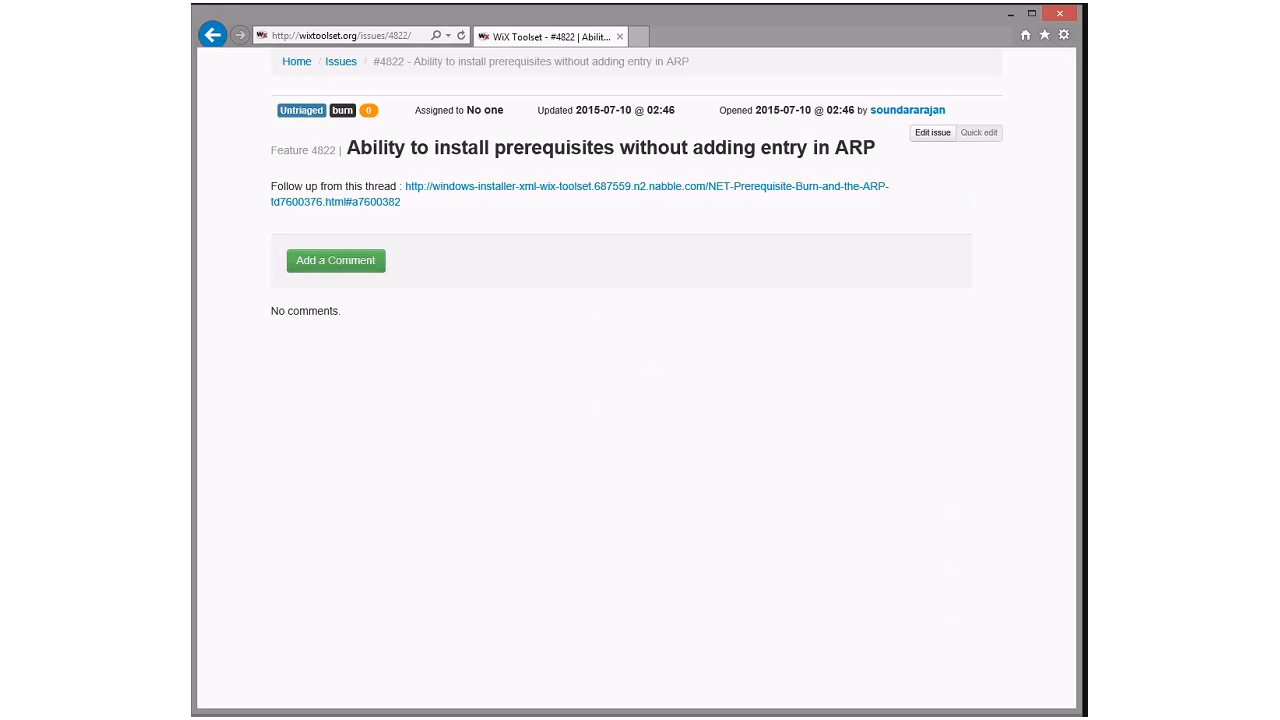 http://wixtoolset.org/issues/4822/
WiX Toolset - #4822 | Abilit...
Home / Issues / #4822 - Ability to install prerequisites without adding entry in ARP
Untriaged burn 0 Assigned to No one Updated 2015-07-10 @ 02:46 Opened 2015-07-10 @ 02:46 by soundararajan
Edit issue Quick edit
Feature 4822 | Ability to install prerequisites without adding entry in ARP
Follow up from this thread : http://windows-installer-xml-wix-toolset.687559.n2.nabble.com/NET-Prerequisite-Burn-and-the-ARP-
td7600376.html#a7600382
Add a Comment
No comments.